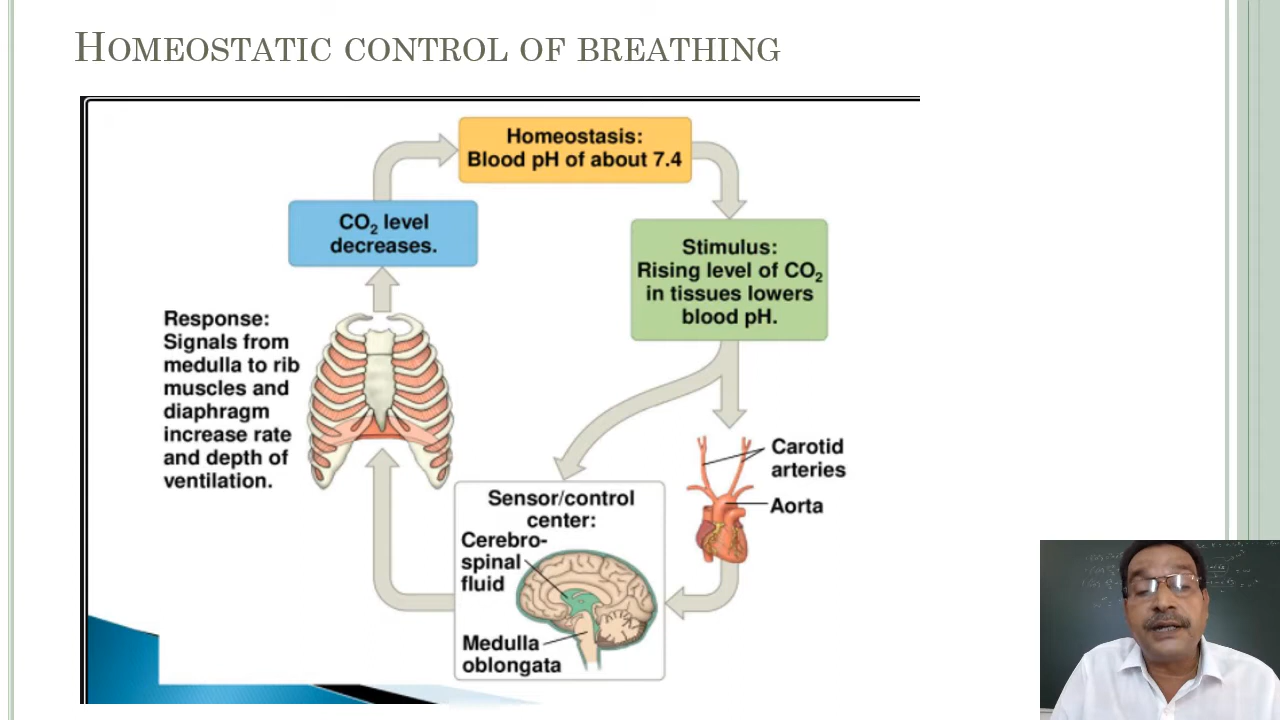 HOMEOSTATIC CONTROL OF BREATHING
Homeostasis:
Blood pH of about 7.4
CO₂ level
decreases.
Stimulus:
Rising level of CO₂
in tissues lowers
blood pH.
Response:
Signals from
medulla to rib
muscles and
diaphragm
increase rate
and depth of
ventilation.
Carotid
arteries
Aorta
Sensor/control
center:
Cerebro-
spinal
fluid
Medulla
oblongata